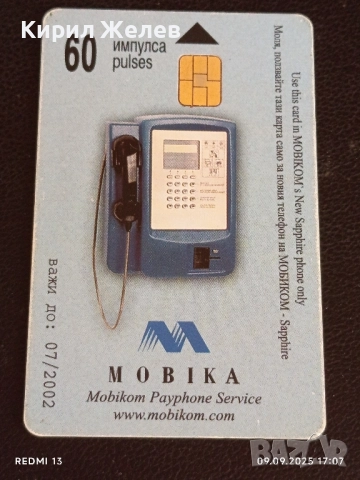 Кирил Желев
60 импулса
pulses
Use this card in MOBIKOM's New Sapphire phone only
Моля, ползвайте тази карта само за новия телефон на МОБИКОМ - Sapphire
важи до: 07/2002
MOBIKA
Mobikom Payphone Service
www.mobikom.com
REDMI 13
09.09.2025 17:07
BAZAR